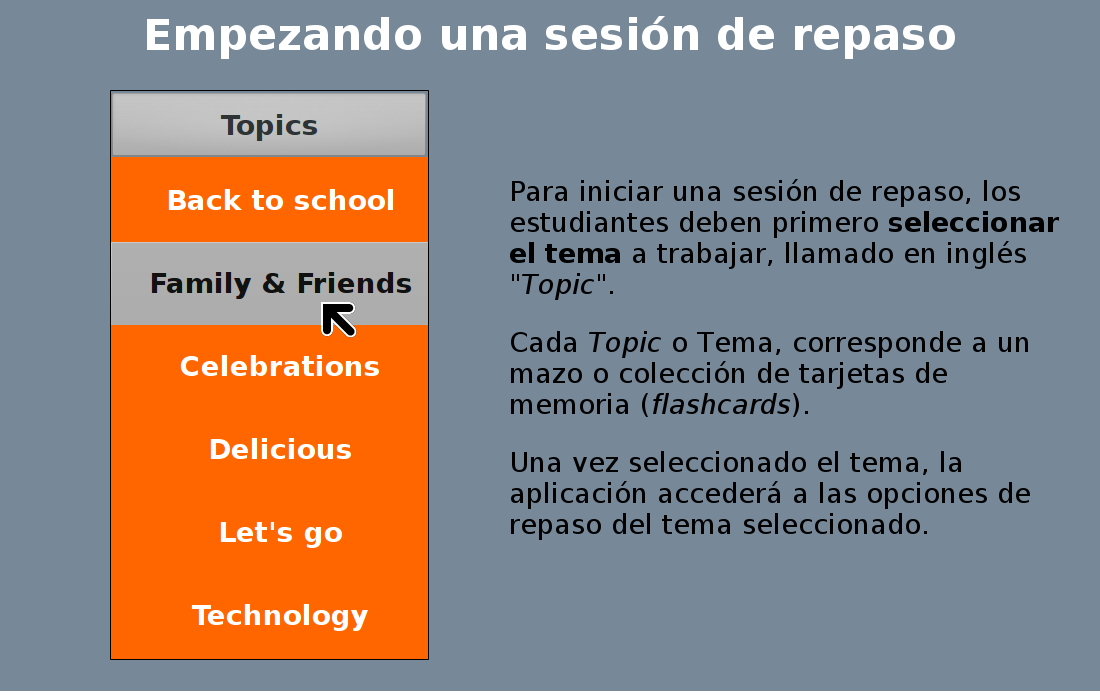 Empezando una sesión de repaso
Topics
Back to school
Family & Friends
Celebrations
Delicious
Let's go
Technology
Para iniciar una sesión de repaso, los
estudiantes deben primero seleccionar
el tema a trabajar, llamado en inglés
"Topic".
Cada Topic o Tema, corresponde a un
mazo o colección de tarjetas de
memoria (flashcards).
Una vez seleccionado el tema, la
aplicación accederá a las opciones de
repaso del tema seleccionado.